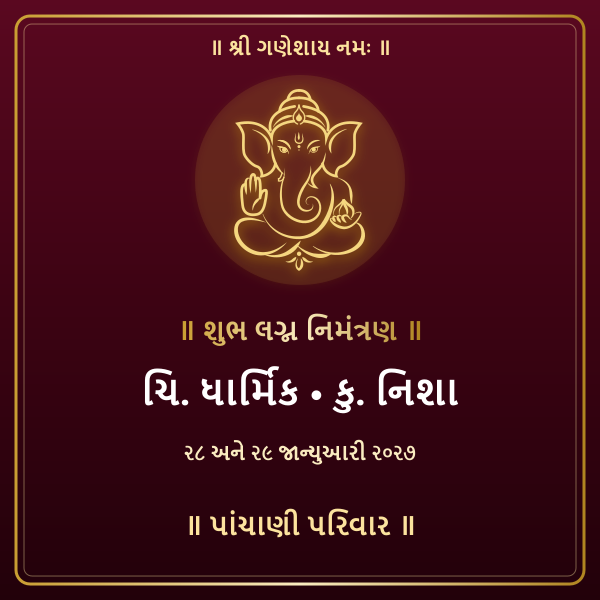 ॥ શ્રી ગણેશાય નમઃ ॥
॥ શુભ લગ્ન નિમંત્રણ ॥
ચિ. ધાર્મિક • કુ. નિશા
૨૮ અને ૨૯ જાન્યુઆરી ૨૦૨૭
॥ પાંચાણી પરિવાર ॥